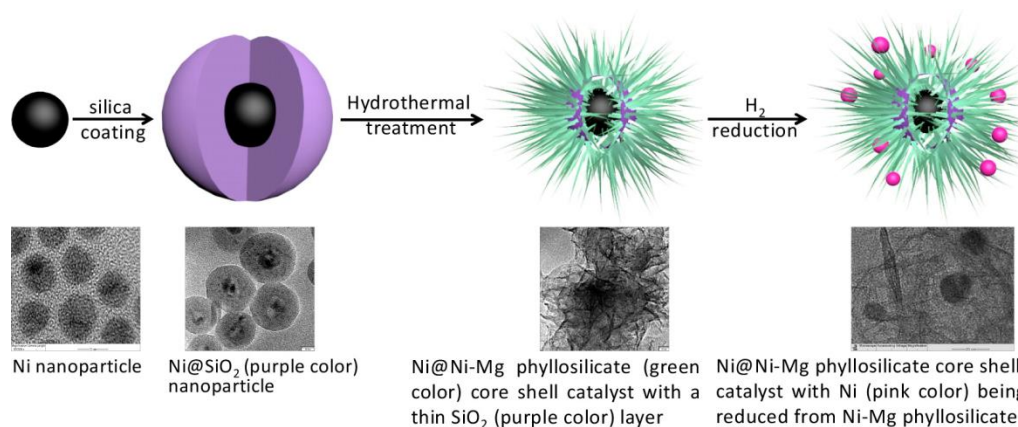 silica
coating
Hydrothermal
treatment
H₂
reduction
Ni nanoparticle
Ni@SiO₂ (purple color)
nanoparticle
Ni@Ni-Mg phyllosilicate (green
color) core shell catalyst with a
thin SiO₂ (purple color) layer
Ni@Ni-Mg phyllosilicate core shell
catalyst with Ni (pink color) being
reduced from Ni-Mg phyllosilicate